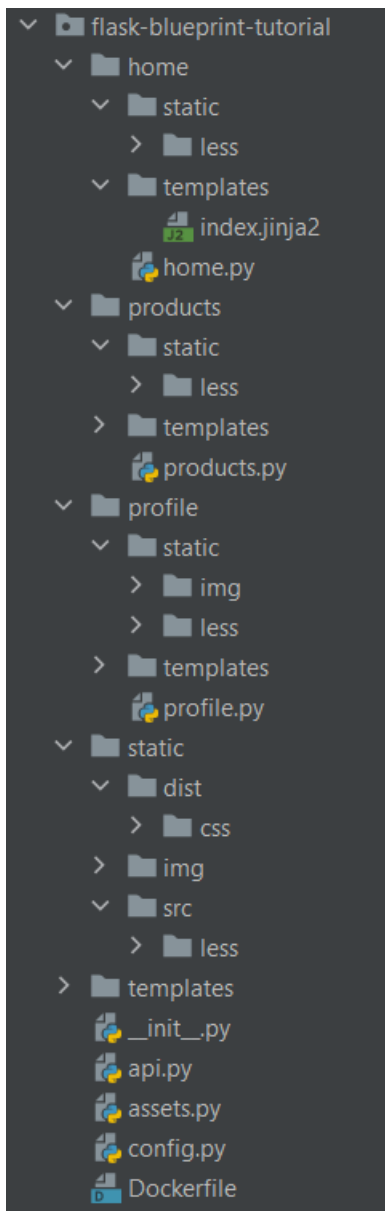 flask-blueprint-tutorial
home
static
less
templates
J2 index.jinja2
home.py
products
static
less
templates
products.py
profile
static
img
less
templates
profile.py
static
dist
css
img
src
less
templates
__init__.py
api.py
assets.py
config.py
D Dockerfile